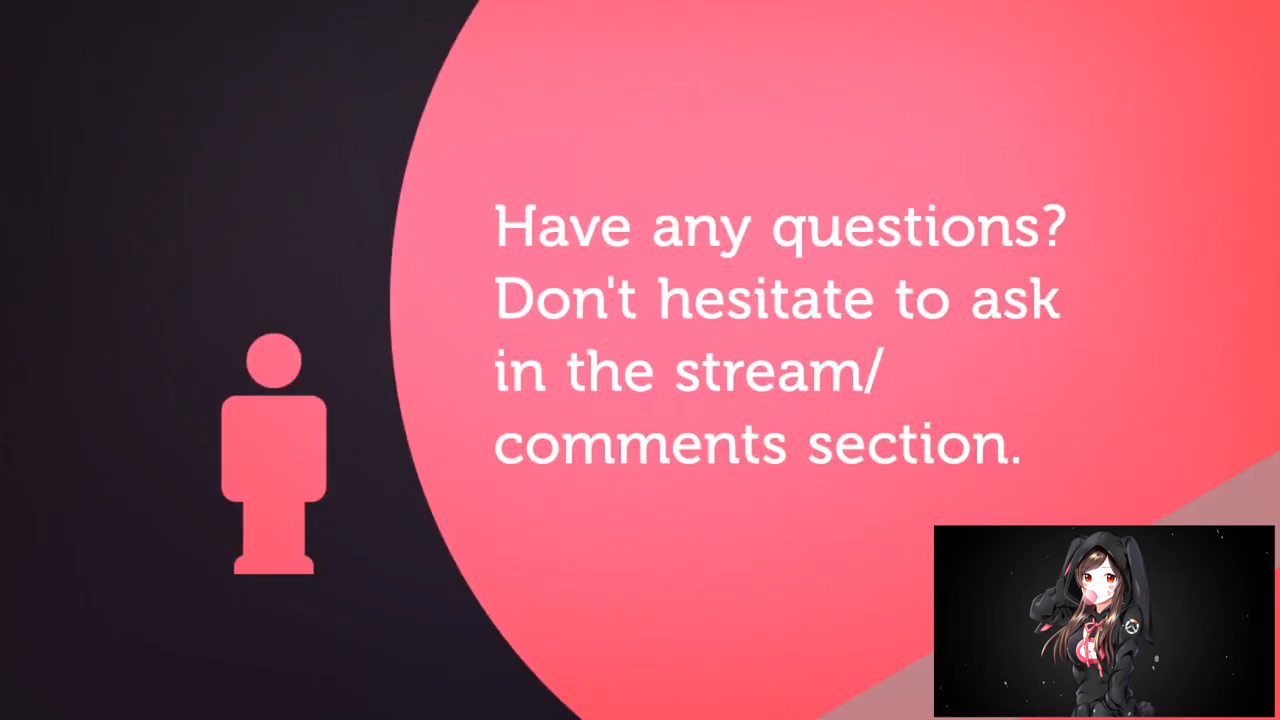 Have any questions?
Don't hesitate to ask
in the stream/
comments section.